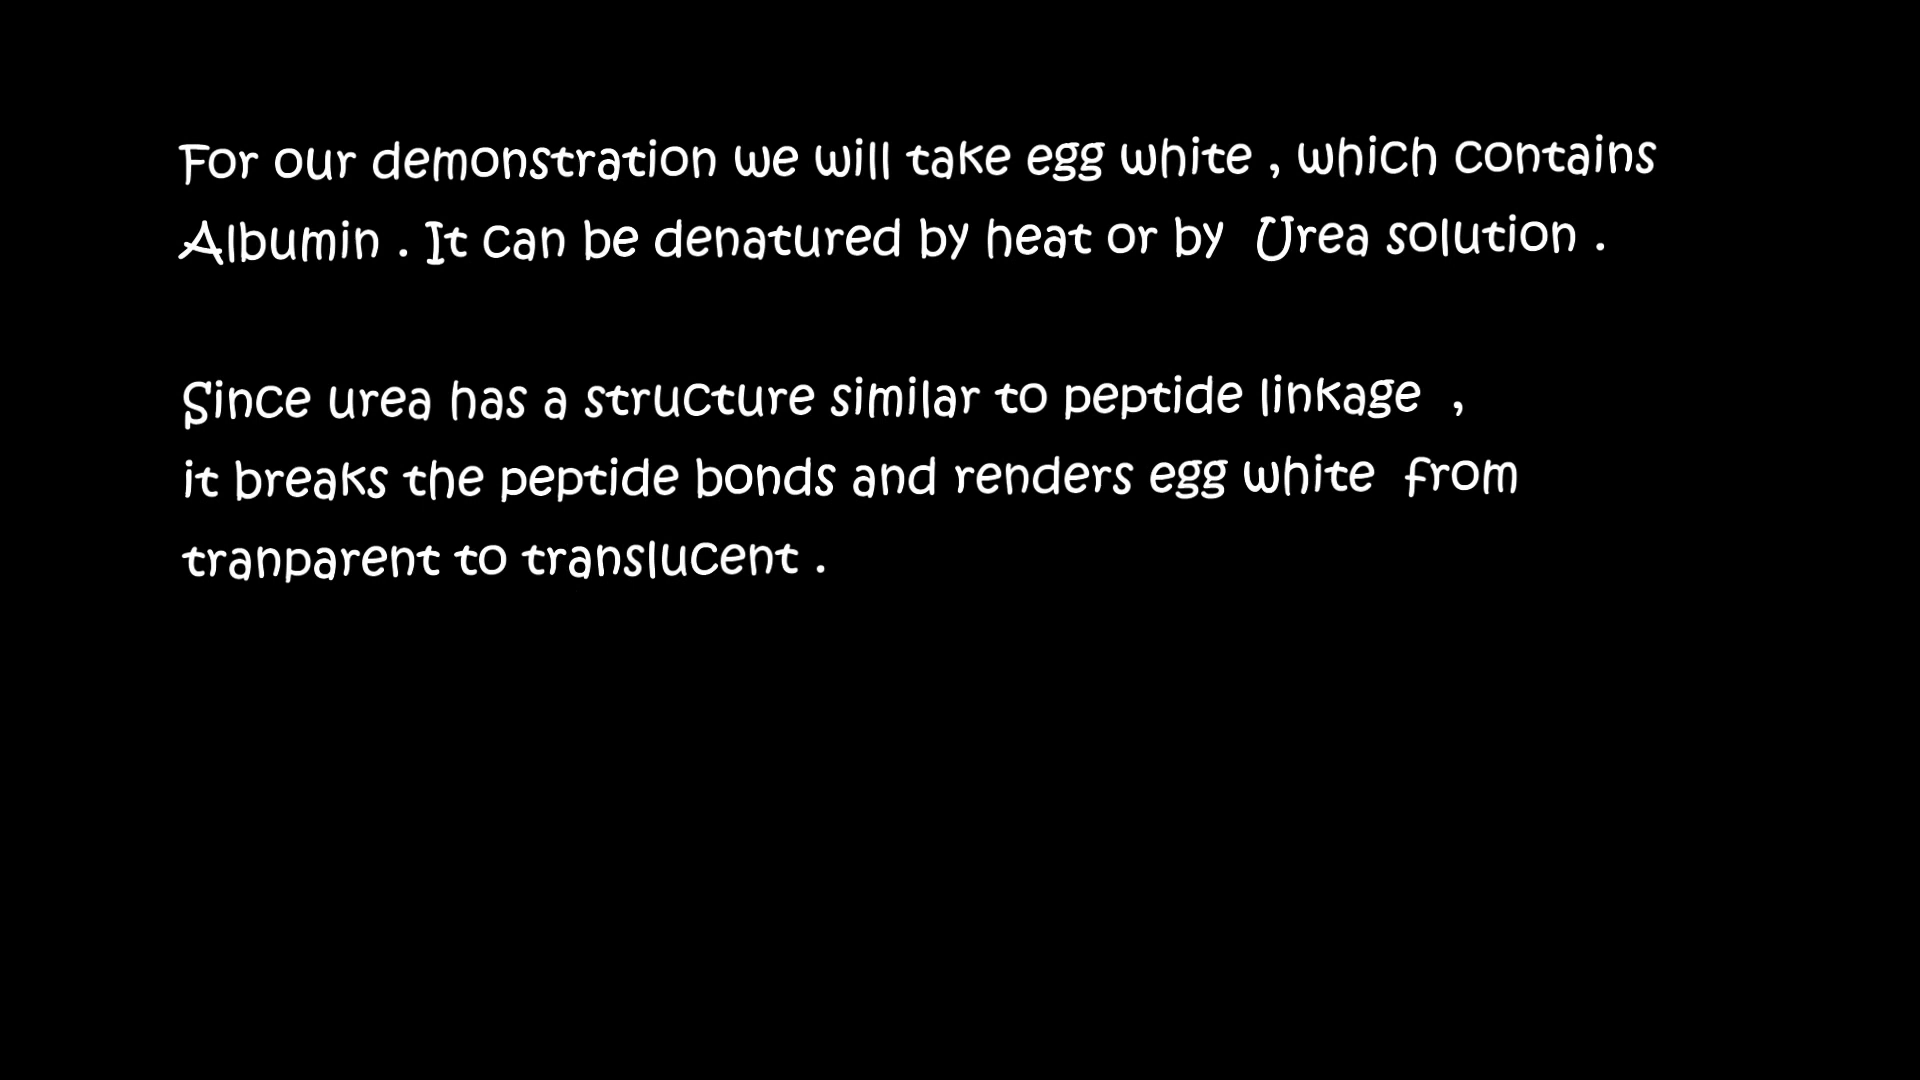 For our demonstration we will take egg white , which contains
Albumin . It can be denatured by heat or by  Urea solution .
Since urea has a structure similar to peptide linkage  ,
it breaks the peptide bonds and renders egg white  from
tranparent to translucent .